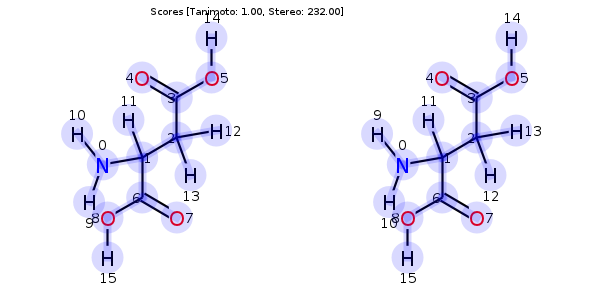 Scores [Tanimoto: 1.00, Stereo: 232.00]
14 14
H H
4 O O 5 4 O O 5
3 3
10 11 9 11
H H 2 H 12 H H 2 H 13
0 0
N 1 N 1
H H
13 12
H 6 H 6
9 8 O O 7 10 8 O O 7
H H
15 15